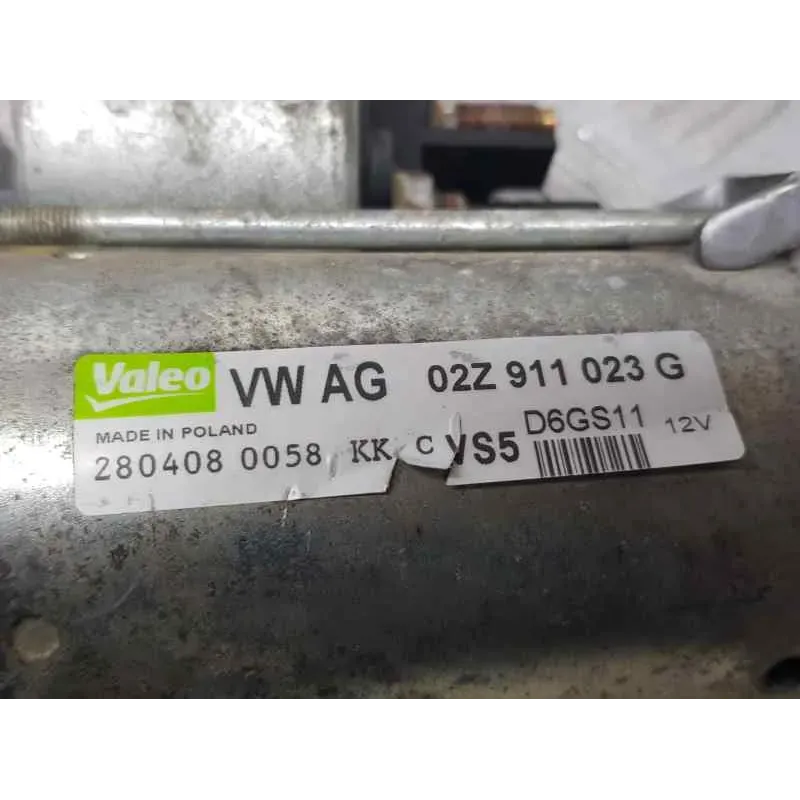 Valeo VW AG 02Z 911 023 G
MADE IN POLAND D6GS11 12V
280408 0058 KK C VS5